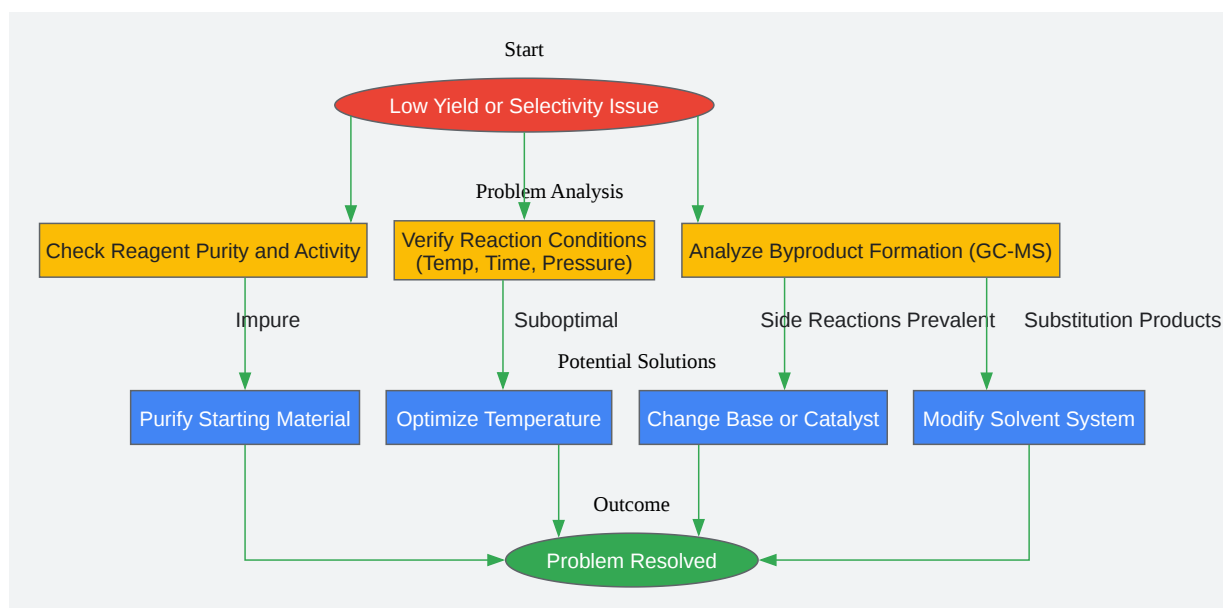 Start
Low Yield or Selectivity Issue
Problem Analysis
Check Reagent Purity and Activity
Verify Reaction Conditions
(Temp, Time, Pressure)
Analyze Byproduct Formation (GC-MS)
Impure
Suboptimal
Side Reactions Prevalent
Substitution Products
Potential Solutions
Purify Starting Material
Optimize Temperature
Change Base or Catalyst
Modify Solvent System
Outcome
Problem Resolved